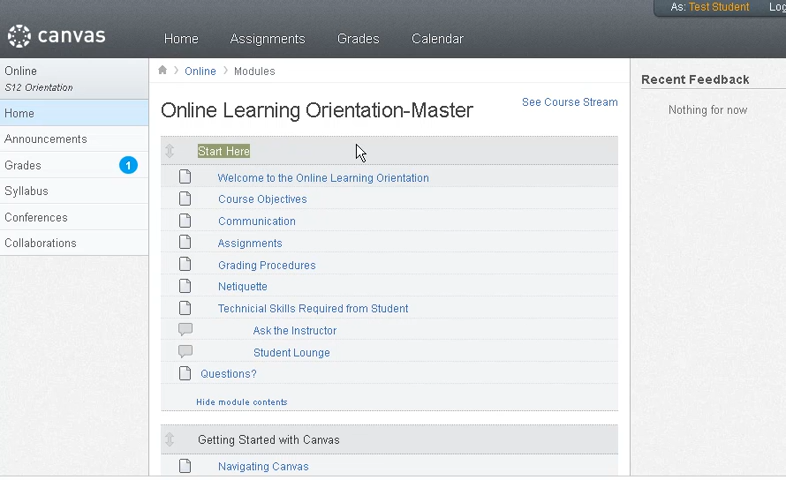 As: Test Student Log
canvas
Home Assignments Grades Calendar
Online
S12 Orientation
Home
Announcements
Grades 1
Syllabus
Conferences
Collaborations
Online Modules
Online Learning Orientation-Master
See Course Stream
Start Here
Welcome to the Online Learning Orientation
Course Objectives
Communication
Assignments
Grading Procedures
Netiquette
Technicial Skills Required from Student
Ask the Instructor
Student Lounge
Questions?
Hide module contents
Getting Started with Canvas
Navigating Canvas
Recent Feedback
Nothing for now